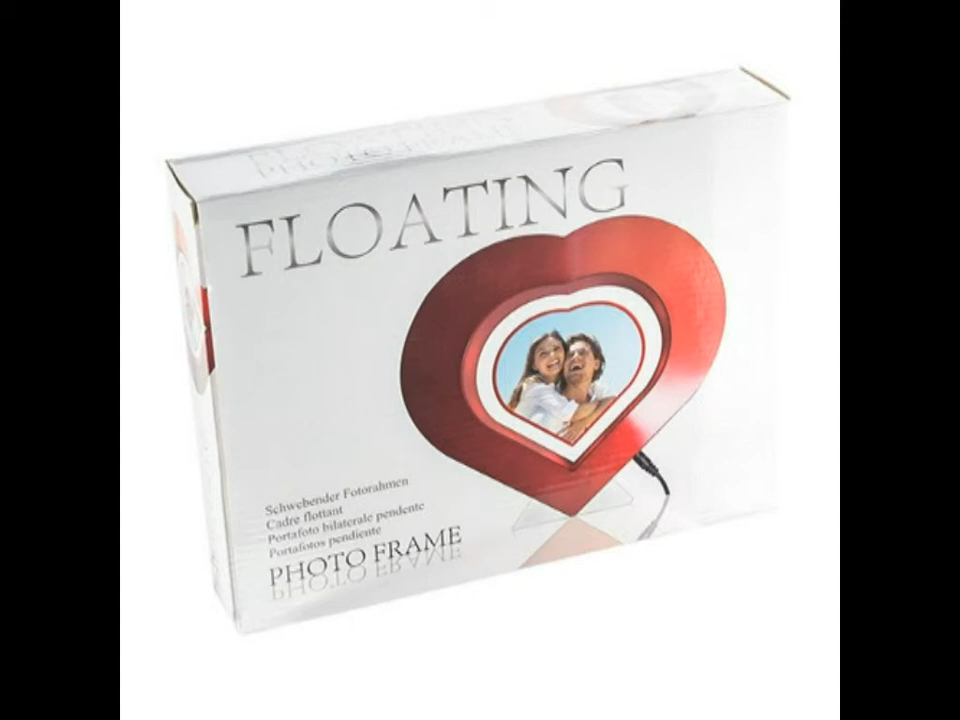 FLOATING
Schwebender Fotorahmen
Cadre flottant
Portafoto bilaterale pendente
Portafotos pendiente
PHOTO FRAME